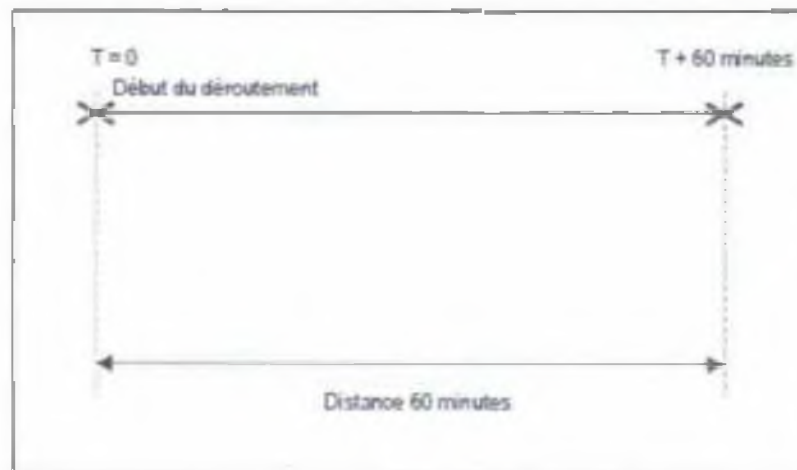 T = 0
T + 60 minutes
Début du déroutement
Distance 60 minutes